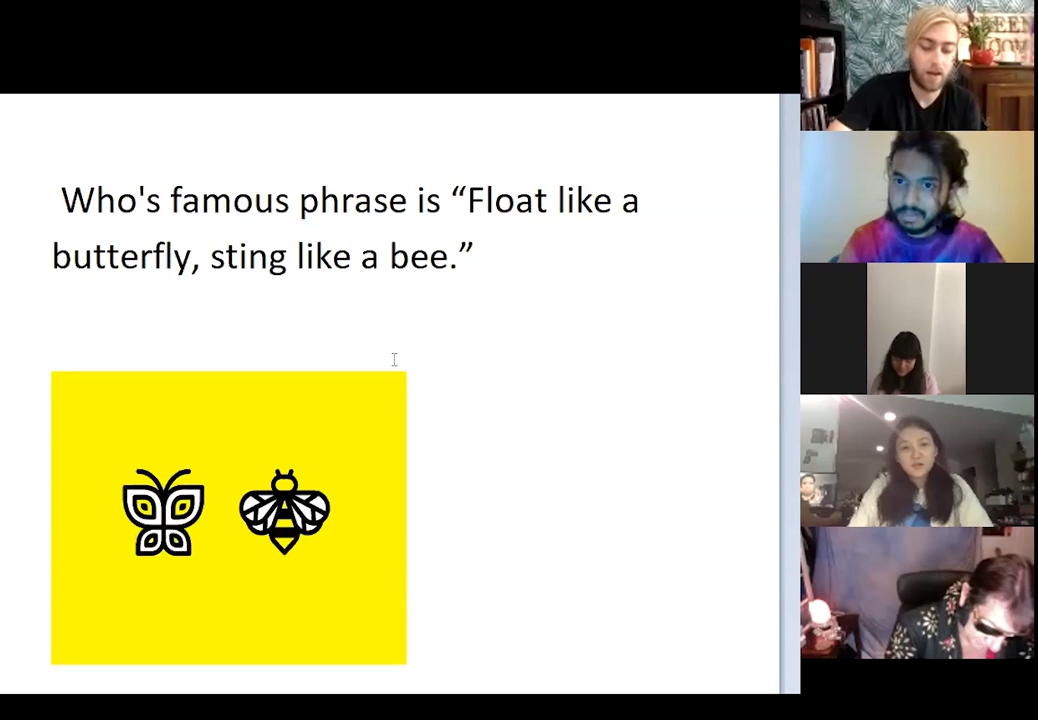 Who's famous phrase is “Float like a
butterfly, sting like a bee.”